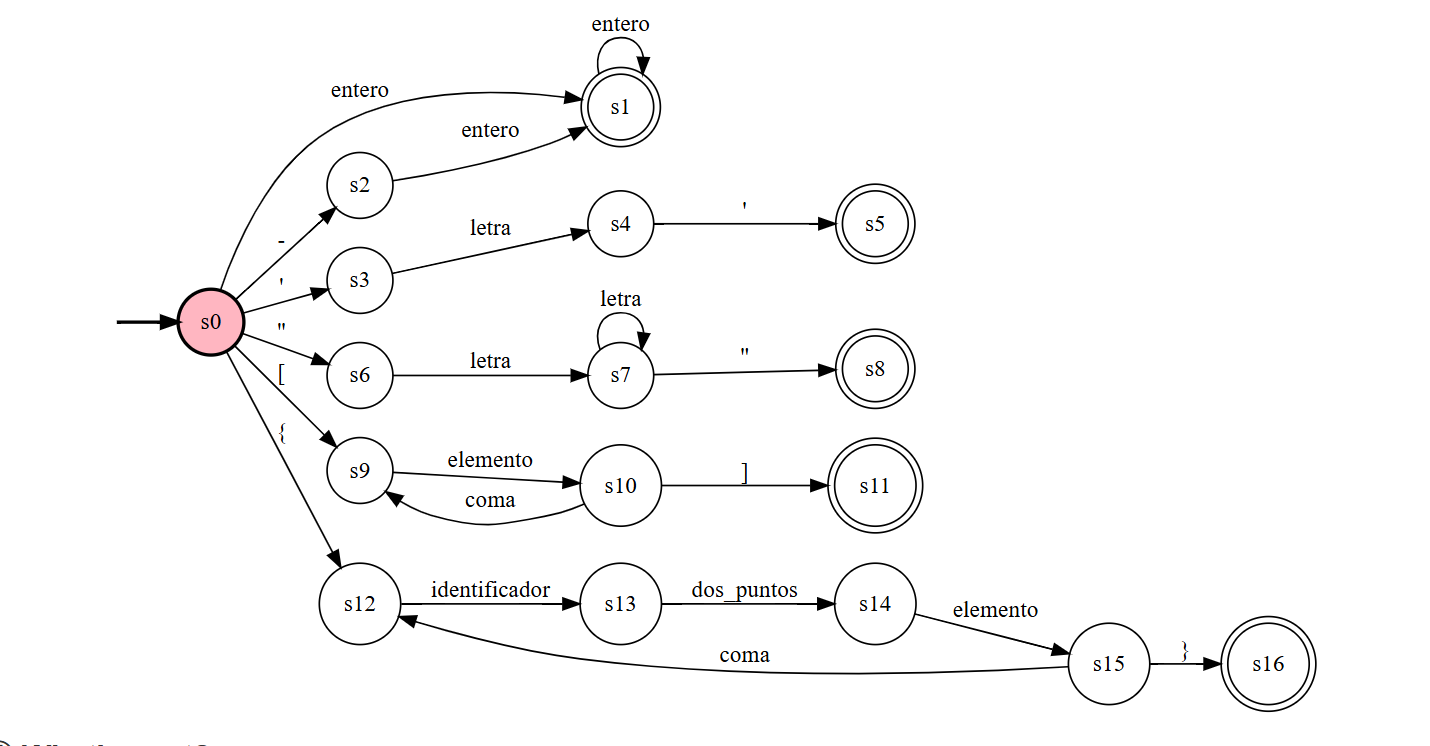 entero
entero
s1
entero
s2
-
letra
s4
'
s5
'
s3
s0
"
letra
s6
letra
s7
"
s8
[
{
s9
elemento
coma
s10
]
s11
s12
identificador
s13
dos_puntos
s14
elemento
coma
s15
}
s16